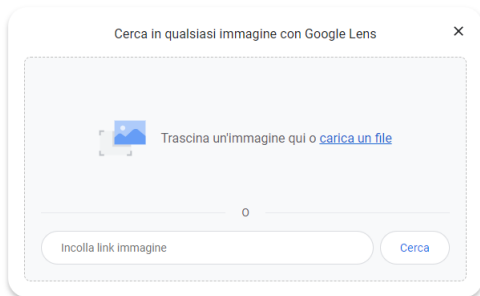 Cerca in qualsiasi immagine con Google Lens
Trascina un'immagine qui o carica un file
O
Incolla link immagine
Cerca